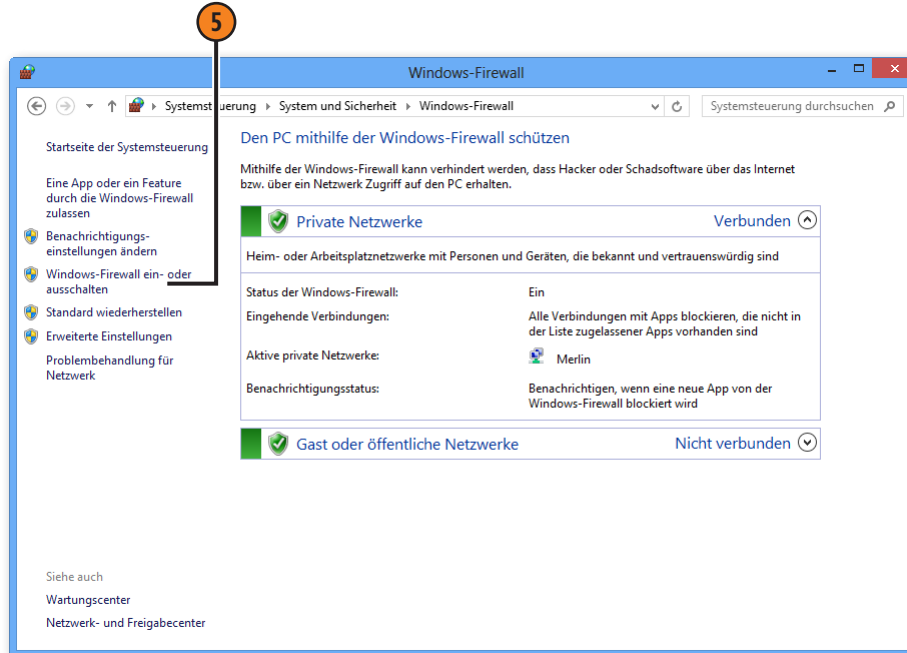 5
Windows-Firewall
Systemsteuerung
System und Sicherheit
Windows-Firewall
Systemsteuerung durchsuchen
Startseite der Systemsteuerung
Eine App oder ein Feature
durch die Windows-Firewall
zulassen
Benachrichtigungs-
einstellungen ändern
Windows-Firewall ein- oder
ausschalten
Standard wiederherstellen
Erweiterte Einstellungen
Problembehandlung für
Netzwerk
Den PC mithilfe der Windows-Firewall schützen
Mithilfe der Windows-Firewall kann verhindert werden, dass Hacker oder Schadsoftware über das Internet
bzw. über ein Netzwerk Zugriff auf den PC erhalten.
Private Netzwerke Verbunden
Heim- oder Arbeitsplatznetzwerke mit Personen und Geräten, die bekannt und vertrauenswürdig sind
Status der Windows-Firewall: Ein
Eingehende Verbindungen: Alle Verbindungen mit Apps blockieren, die nicht in
der Liste zugelassener Apps vorhanden sind
Aktive private Netzwerke: Merlin
Benachrichtigungsstatus: Benachrichtigen, wenn eine neue App von der
Windows-Firewall blockiert wird
Gast oder öffentliche Netzwerke Nicht verbunden
Siehe auch
Wartungscenter
Netzwerk- und Freigabecenter